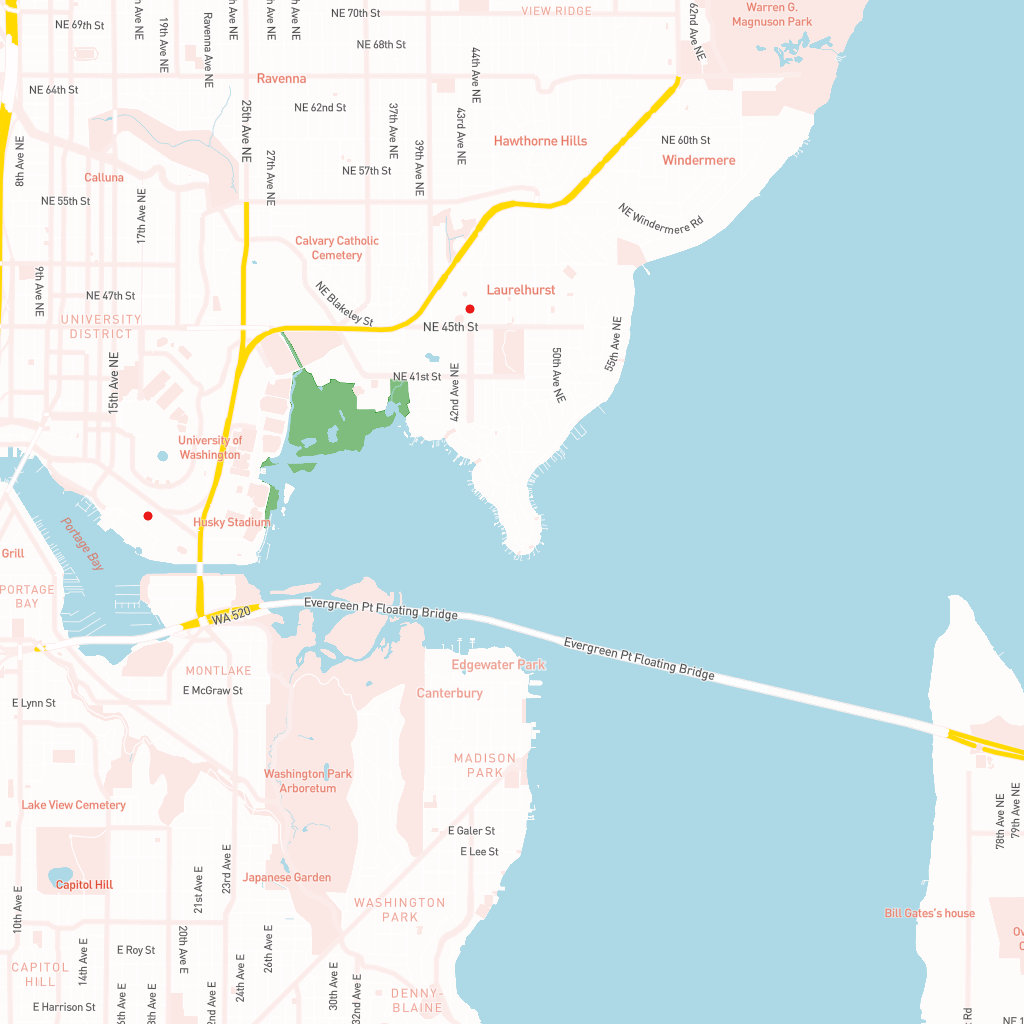 NE 70th St
VIEW RIDGE
Warren G.
Magnuson Park
NE 69th St
19th Ave NE
Ravenna Ave NE
62nd Ave NE
NE 68th St
44th Ave NE
Ravenna
NE 64th St
NE 62nd St
25th Ave NE
37th Ave NE
43rd Ave NE
39th Ave NE
Hawthorne Hills
NE 60th St
Windermere
8th Ave NE
27th Ave NE
NE 57th St
Calluna
NE 55th St
17th Ave NE
NE Windermere Rd
Calvary Catholic
Cemetery
9th Ave NE
NE 47th St
NE Blakeley St
Laurelhurst
UNIVERSITY
DISTRICT
NE 45th St
55th Ave NE
15th Ave NE
NE 41st St
42nd Ave NE
50th Ave NE
University of
Washington
Husky Stadium
Portage Bay
Grill
PORTAGE
BAY
WA 520
Evergreen Pt Floating Bridge
Evergreen Pt Floating Bridge
MONTLAKE
Edgewater Park
E McGraw St
Canterbury
E Lynn St
MADISON
PARK
Washington Park
Arboretum
Lake View Cemetery
78th Ave NE
79th Ave NE
E Galer St
E Lee St
23rd Ave E
21st Ave E
Capitol Hill
Japanese Garden
10th Ave E
WASHINGTON
PARK
Bill Gates's house
14th Ave E
E Roy St
20th Ave E
26th Ave E
24th Ave E
30th Ave E
32nd Ave E
CAPITOL
HILL
DENNY-
BLAINE
E Harrison St